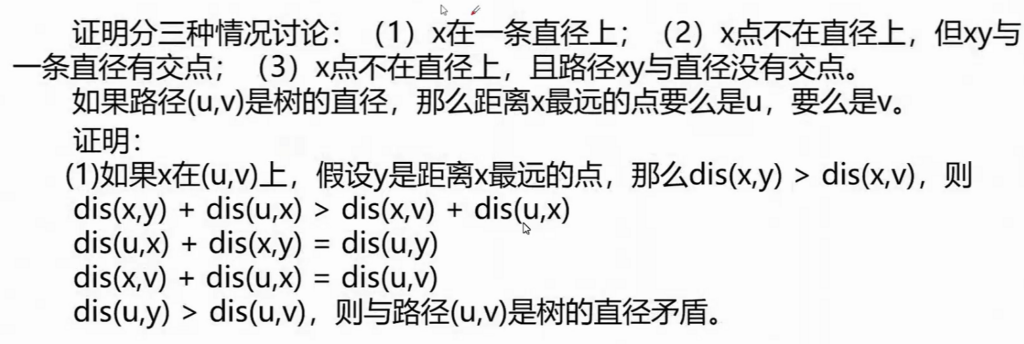 证明分三种情况讨论：（1）x在一条直径上；（2）x点不在直径上，但xy与
一条直径有交点；（3）x点不在直径上，且路径xy与直径没有交点。
如果路径(u,v)是树的直径，那么距离x最远的点要么是u，要么是v。
证明：
(1)如果x在(u,v)上，假设y是距离x最远的点，那么dis(x,y) > dis(x,v)，则
dis(x,y) + dis(u,x) > dis(x,v) + dis(u,x)
dis(u,x) + dis(x,y) = dis(u,y)
dis(x,v) + dis(u,x) = dis(u,v)
dis(u,y) > dis(u,v)，则与路径(u,v)是树的直径矛盾。